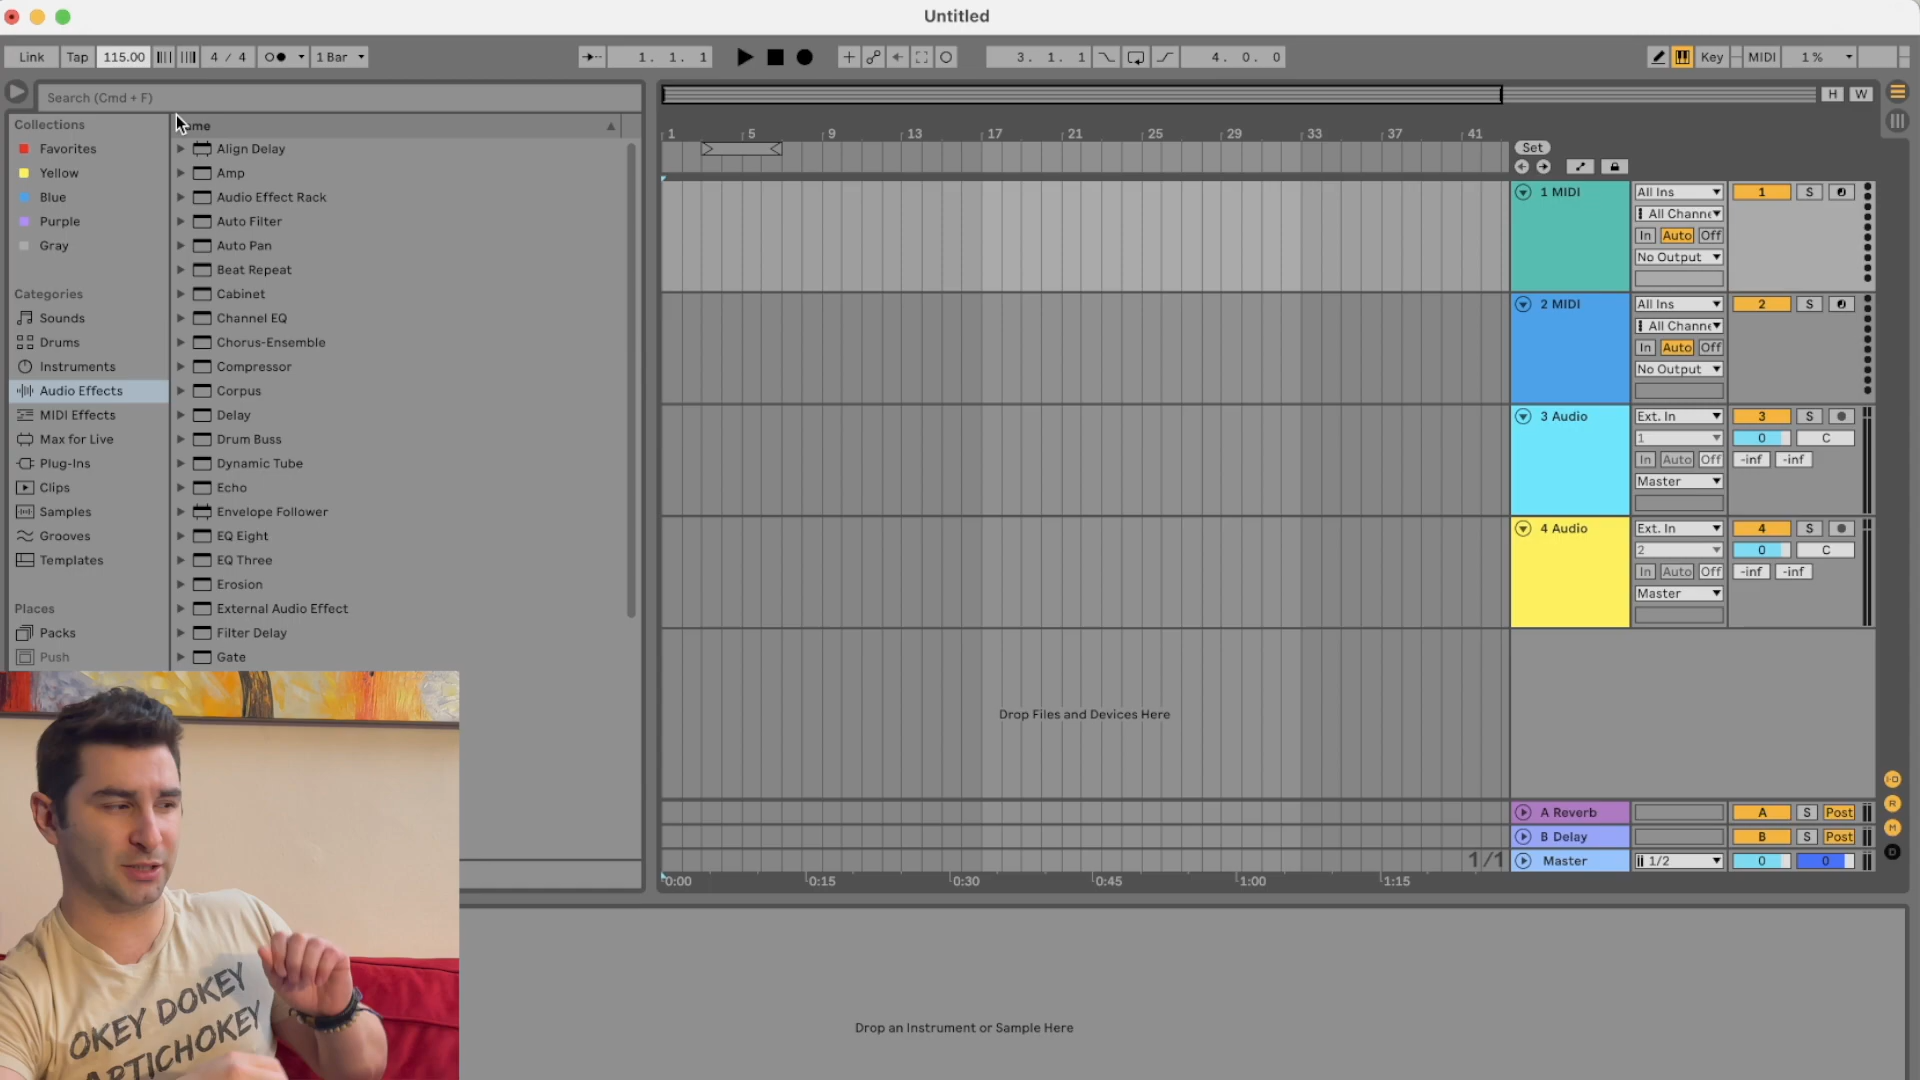 Untitled
Link Tap 115.00 4 / 4 1 Bar 1. 1. 1 3. 1. 1 4. 0. 0 Key MIDI 1 %
Search (Cmd + F)
H W
Collections
Favorites
Yellow
Blue
Purple
Gray
Categories
Sounds
Drums
Instruments
Audio Effects
MIDI Effects
Max for Live
Plug-Ins
Clips
Samples
Grooves
Templates
Places
Packs
Push
Align Delay
Amp
Audio Effect Rack
Auto Filter
Auto Pan
Beat Repeat
Cabinet
Channel EQ
Chorus-Ensemble
Compressor
Corpus
Delay
Drum Buss
Dynamic Tube
Echo
Envelope Follower
EQ Eight
EQ Three
Erosion
External Audio Effect
Filter Delay
Gate
1 5 9 13 17 21 25 29 33 37 41
Set
1 MIDI All Ins 1 S
All Channe
In Auto Off
No Output
2 MIDI All Ins 2 S
All Channe
In Auto Off
No Output
3 Audio Ext. In 3 S
1 0 C
In Auto Off -inf -inf
Master
4 Audio Ext. In 4 S
2 0 C
In Auto Off -inf -inf
Master
Drop Files and Devices Here
A Reverb A S Post
B Delay B S Post
1/1 Master 1/2 0 0
0:00 0:15 0:30 0:45 1:00 1:15
I·O
R
M
D
Drop an Instrument or Sample Here
OKEY DOKEY
ARTICHOKEY